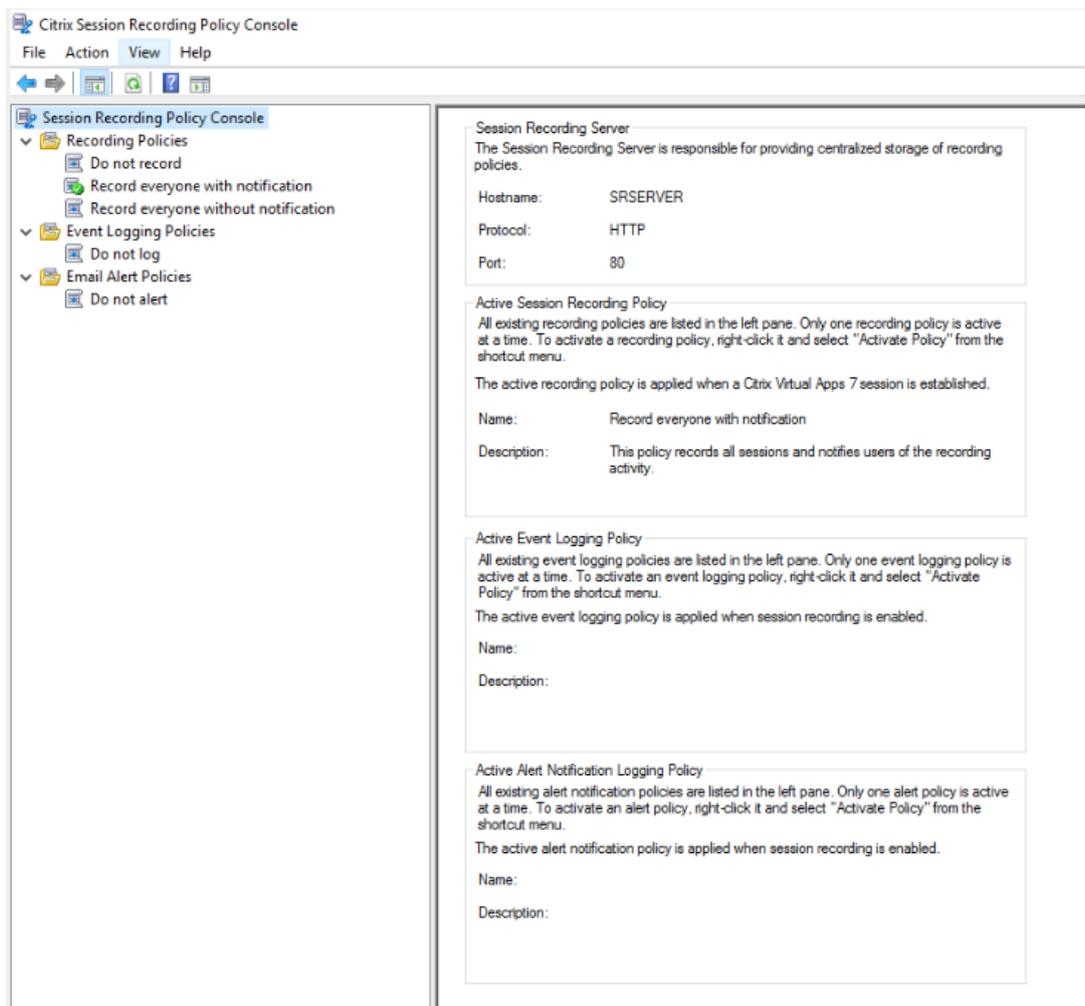 Citrix Session Recording Policy Console
File Action View Help
Session Recording Policy Console
Recording Policies
Do not record
Record everyone with notification
Record everyone without notification
Event Logging Policies
Do not log
Email Alert Policies
Do not alert
Session Recording Server
The Session Recording Server is responsible for providing centralized storage of recording
policies.
Hostname: SRSERVER
Protocol: HTTP
Port: 80
Active Session Recording Policy
All existing recording policies are listed in the left pane. Only one recording policy is active
at a time. To activate a recording policy, right-click it and select "Activate Policy" from the
shortcut menu.
The active recording policy is applied when a Citrix Virtual Apps 7 session is established.
Name: Record everyone with notification
Description: This policy records all sessions and notifies users of the recording
activity.
Active Event Logging Policy
All existing event logging policies are listed in the left pane. Only one event logging policy is
active at a time. To activate an event logging policy, right-click it and select "Activate
Policy" from the shortcut menu.
The active event logging policy is applied when session recording is enabled.
Name:
Description:
Active Alert Notification Logging Policy
All existing alert notification policies are listed in the left pane. Only one alert policy is active
at a time. To activate an alert policy, right-click it and select "Activate Policy" from the
shortcut menu.
The active alert notification policy is applied when session recording is enabled.
Name:
Description: